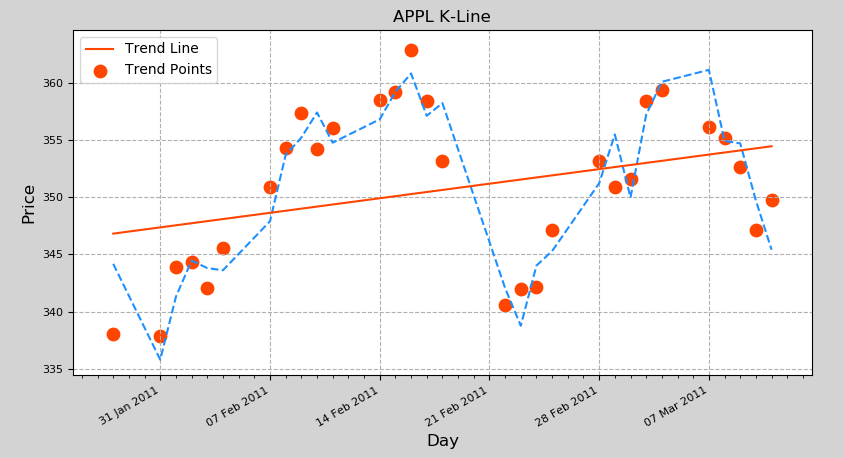 APPL K-Line
Trend Line
Trend Points
Price
360
355
350
345
340
335
31 Jan 2011
07 Feb 2011
14 Feb 2011
21 Feb 2011
28 Feb 2011
07 Mar 2011
Day